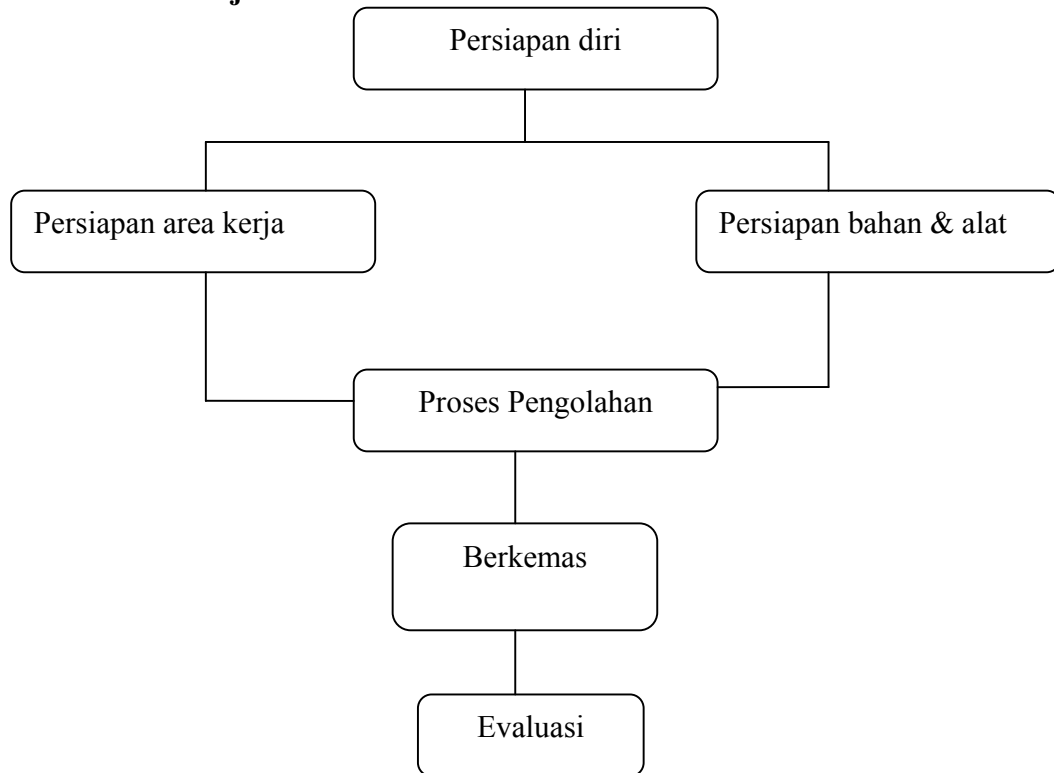 Persiapan diri
Persiapan area kerja
Persiapan bahan & alat
Proses Pengolahan
Berkemas
Evaluasi